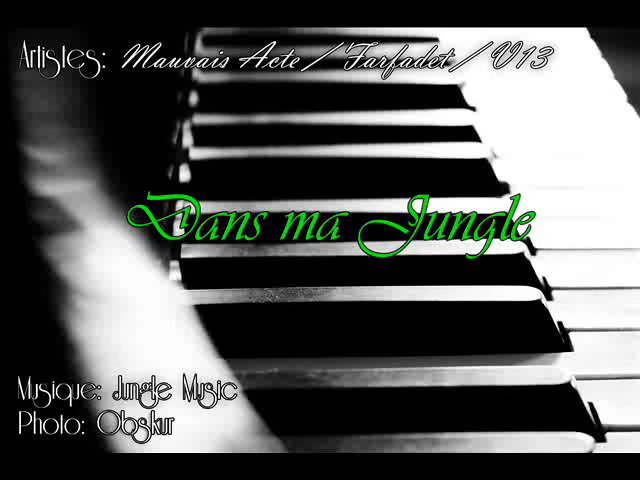 Artistes: Mauvais Acte / Farfadet / V13
Dans ma Jungle
Musique: Jungle Music
Photo: Obskur